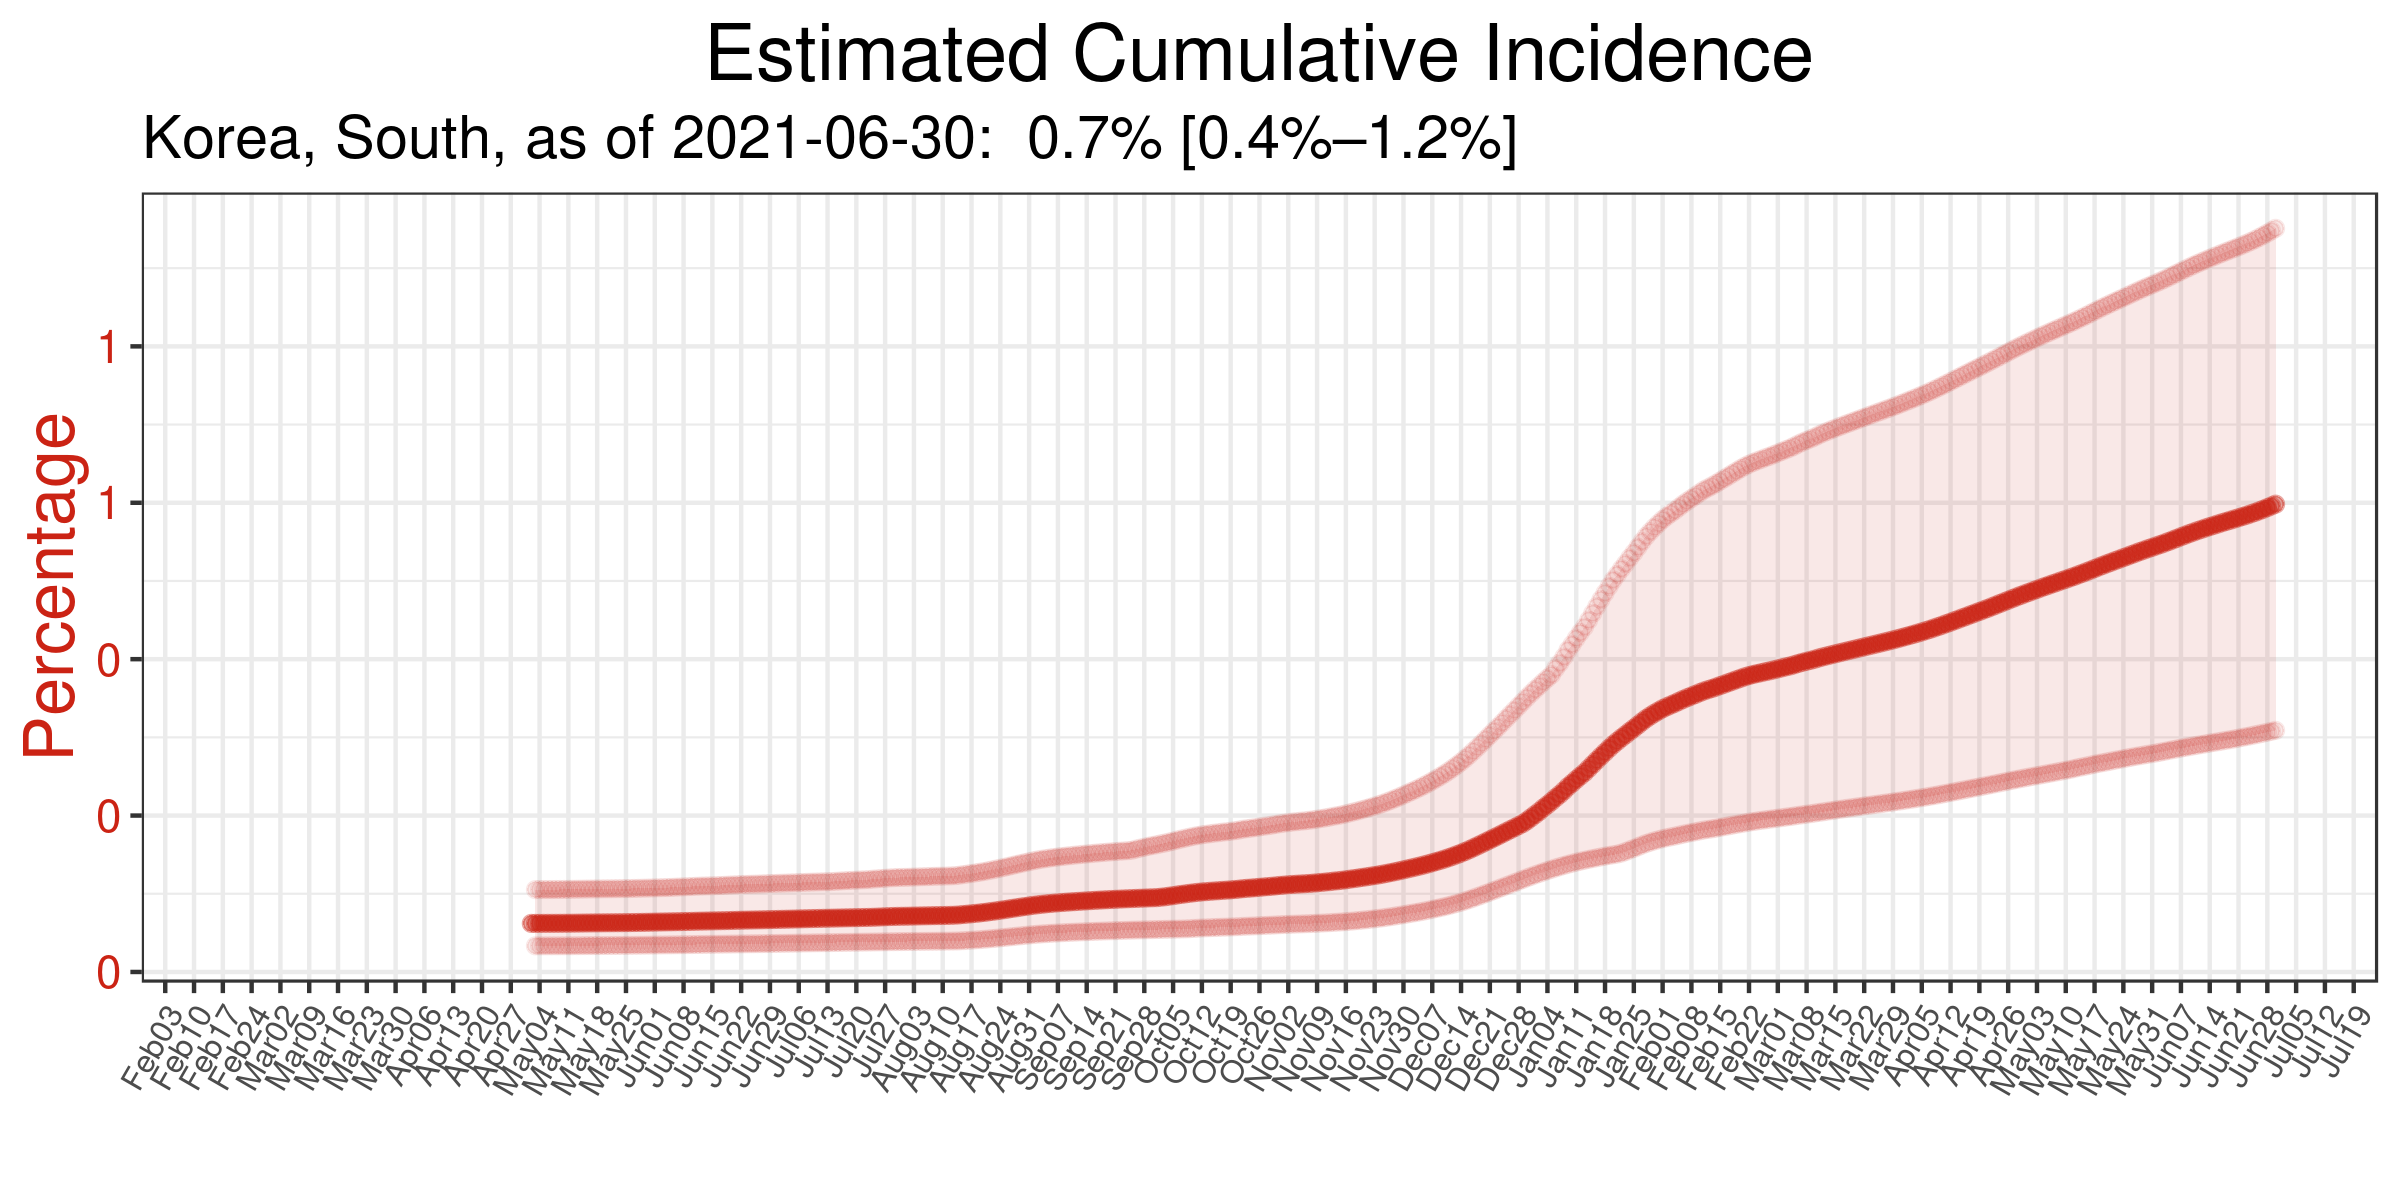 Estimated Cumulative Incidence
Korea, South, as of 2021-06-30:  0.7% [0.4%–1.2%]
Percentage
1
1
0
0
0
Feb03
Feb10
Feb17
Feb24
Mar02
Mar09
Mar16
Mar23
Mar30
Apr06
Apr13
Apr20
Apr27
May04
May11
May18
May25
Jun01
Jun08
Jun15
Jun22
Jun29
Jul06
Jul13
Jul20
Jul27
Aug03
Aug10
Aug17
Aug24
Aug31
Sep07
Sep14
Sep21
Sep28
Oct05
Oct12
Oct19
Oct26
Nov02
Nov09
Nov16
Nov23
Nov30
Dec07
Dec14
Dec21
Dec28
Jan04
Jan11
Jan18
Jan25
Feb01
Feb08
Feb15
Feb22
Mar01
Mar08
Mar15
Mar22
Mar29
Apr05
Apr12
Apr19
Apr26
May03
May10
May17
May24
May31
Jun07
Jun14
Jun21
Jun28
Jul05
Jul12
Jul19